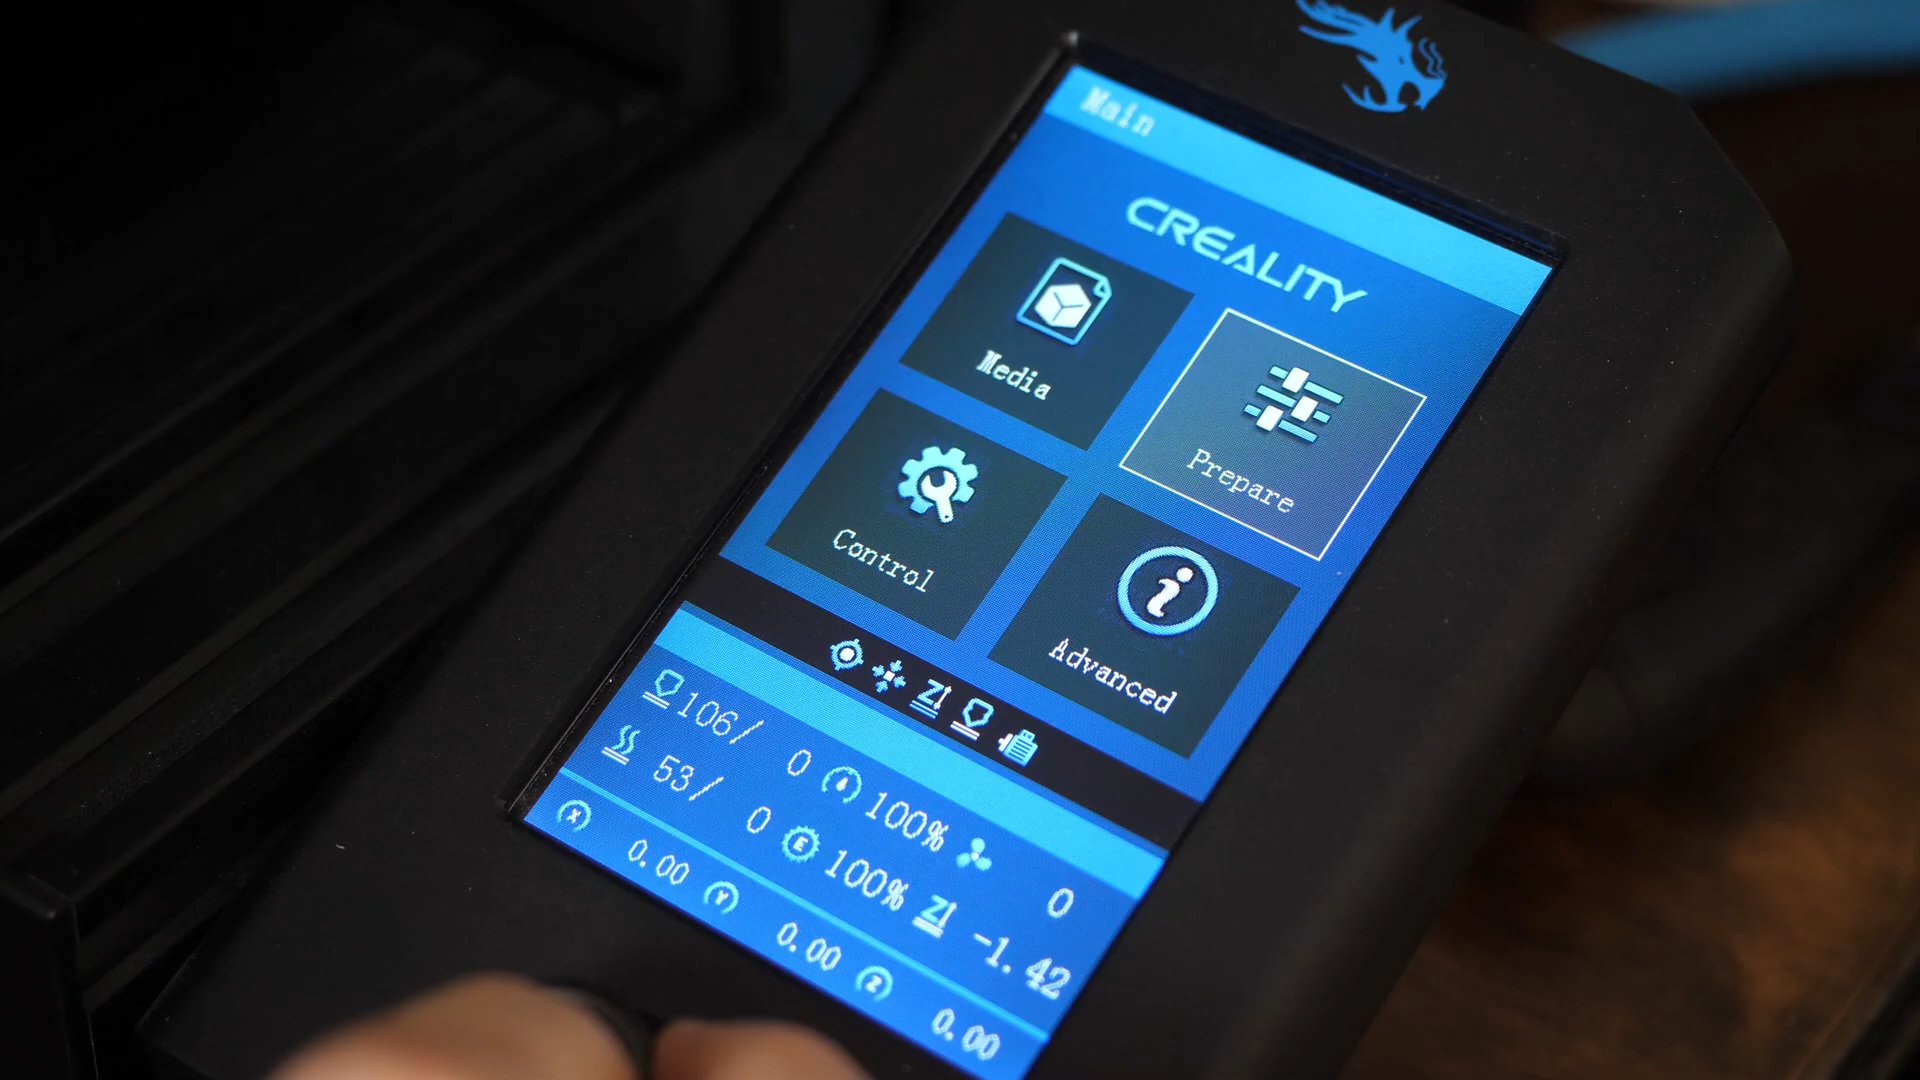 Main
CREALITY
Media
Prepare
Control
Advanced
106/ 0 100% 0
53/ 0 E 100% Z -1.42
X 0.00 Y 0.00 Z 0.00